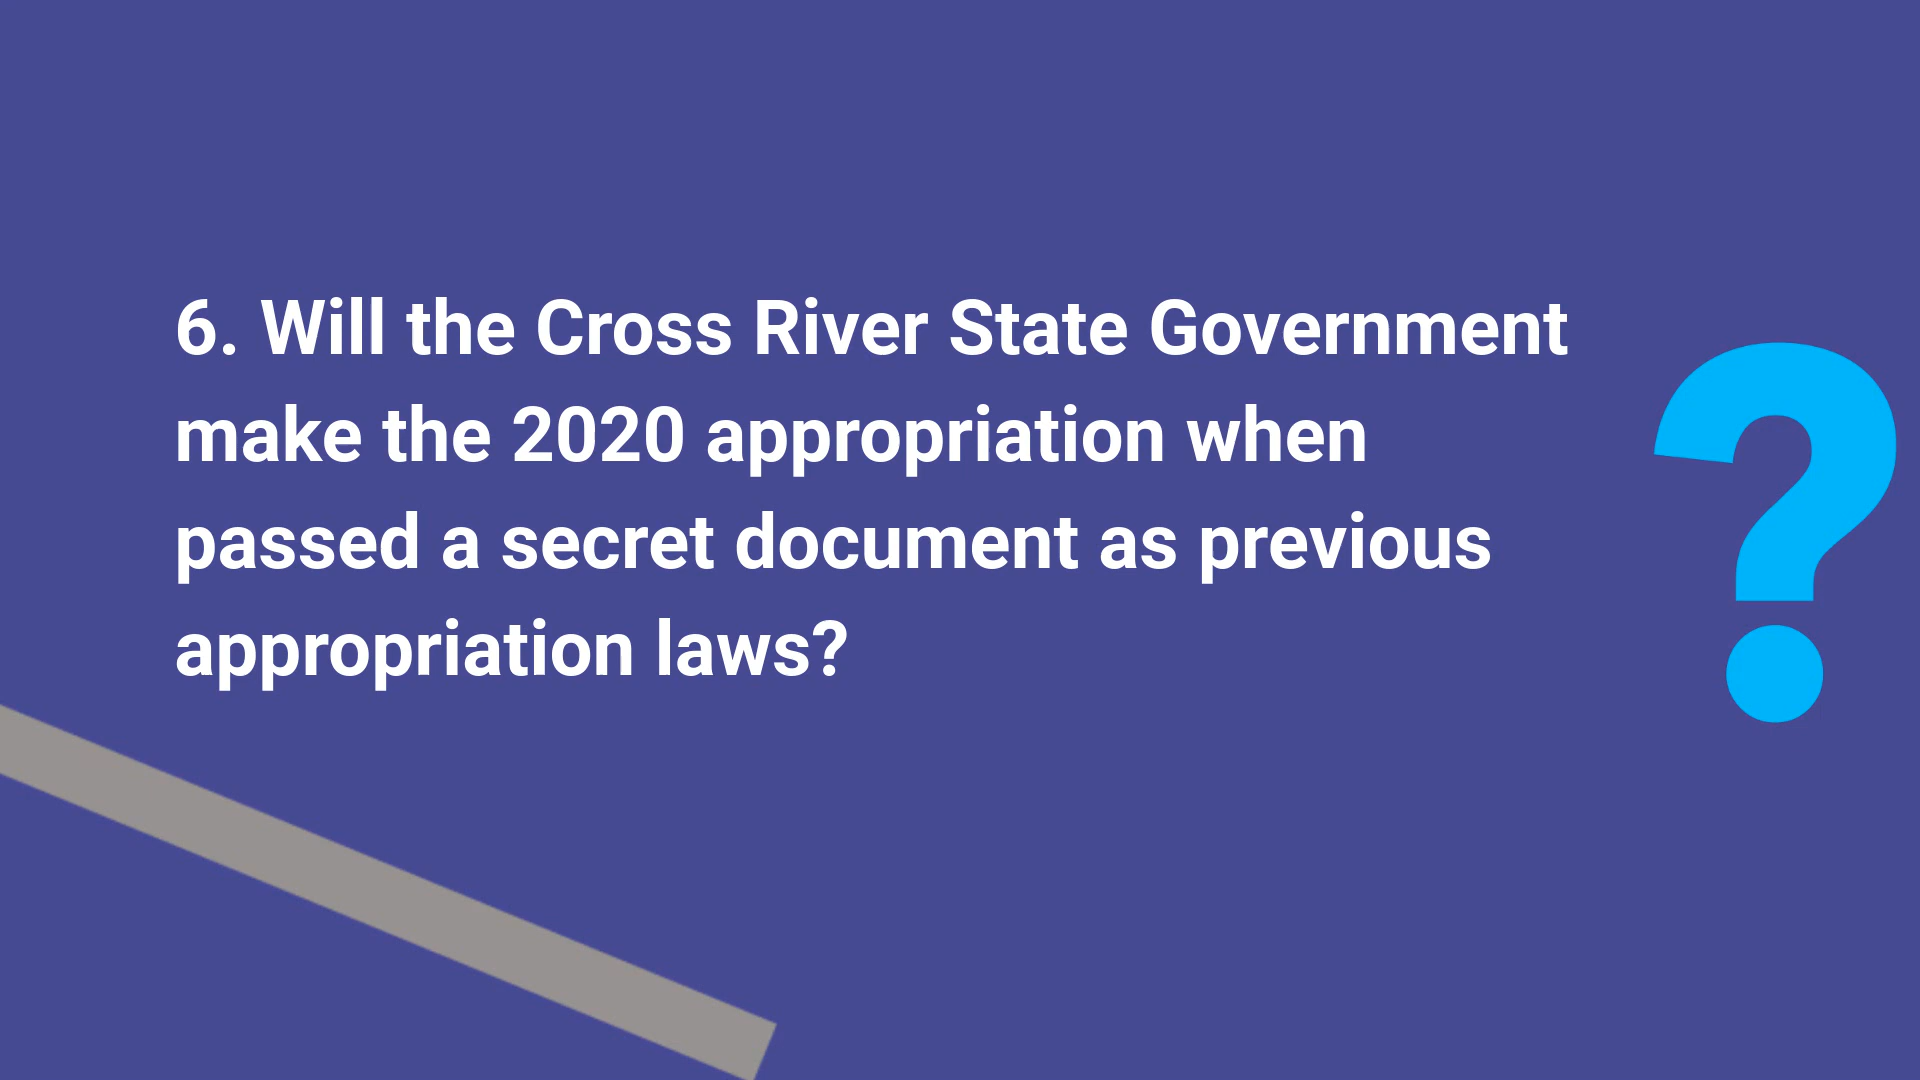 6. Will the Cross River State Government
make the 2020 appropriation when
passed a secret document as previous
appropriation laws?
?